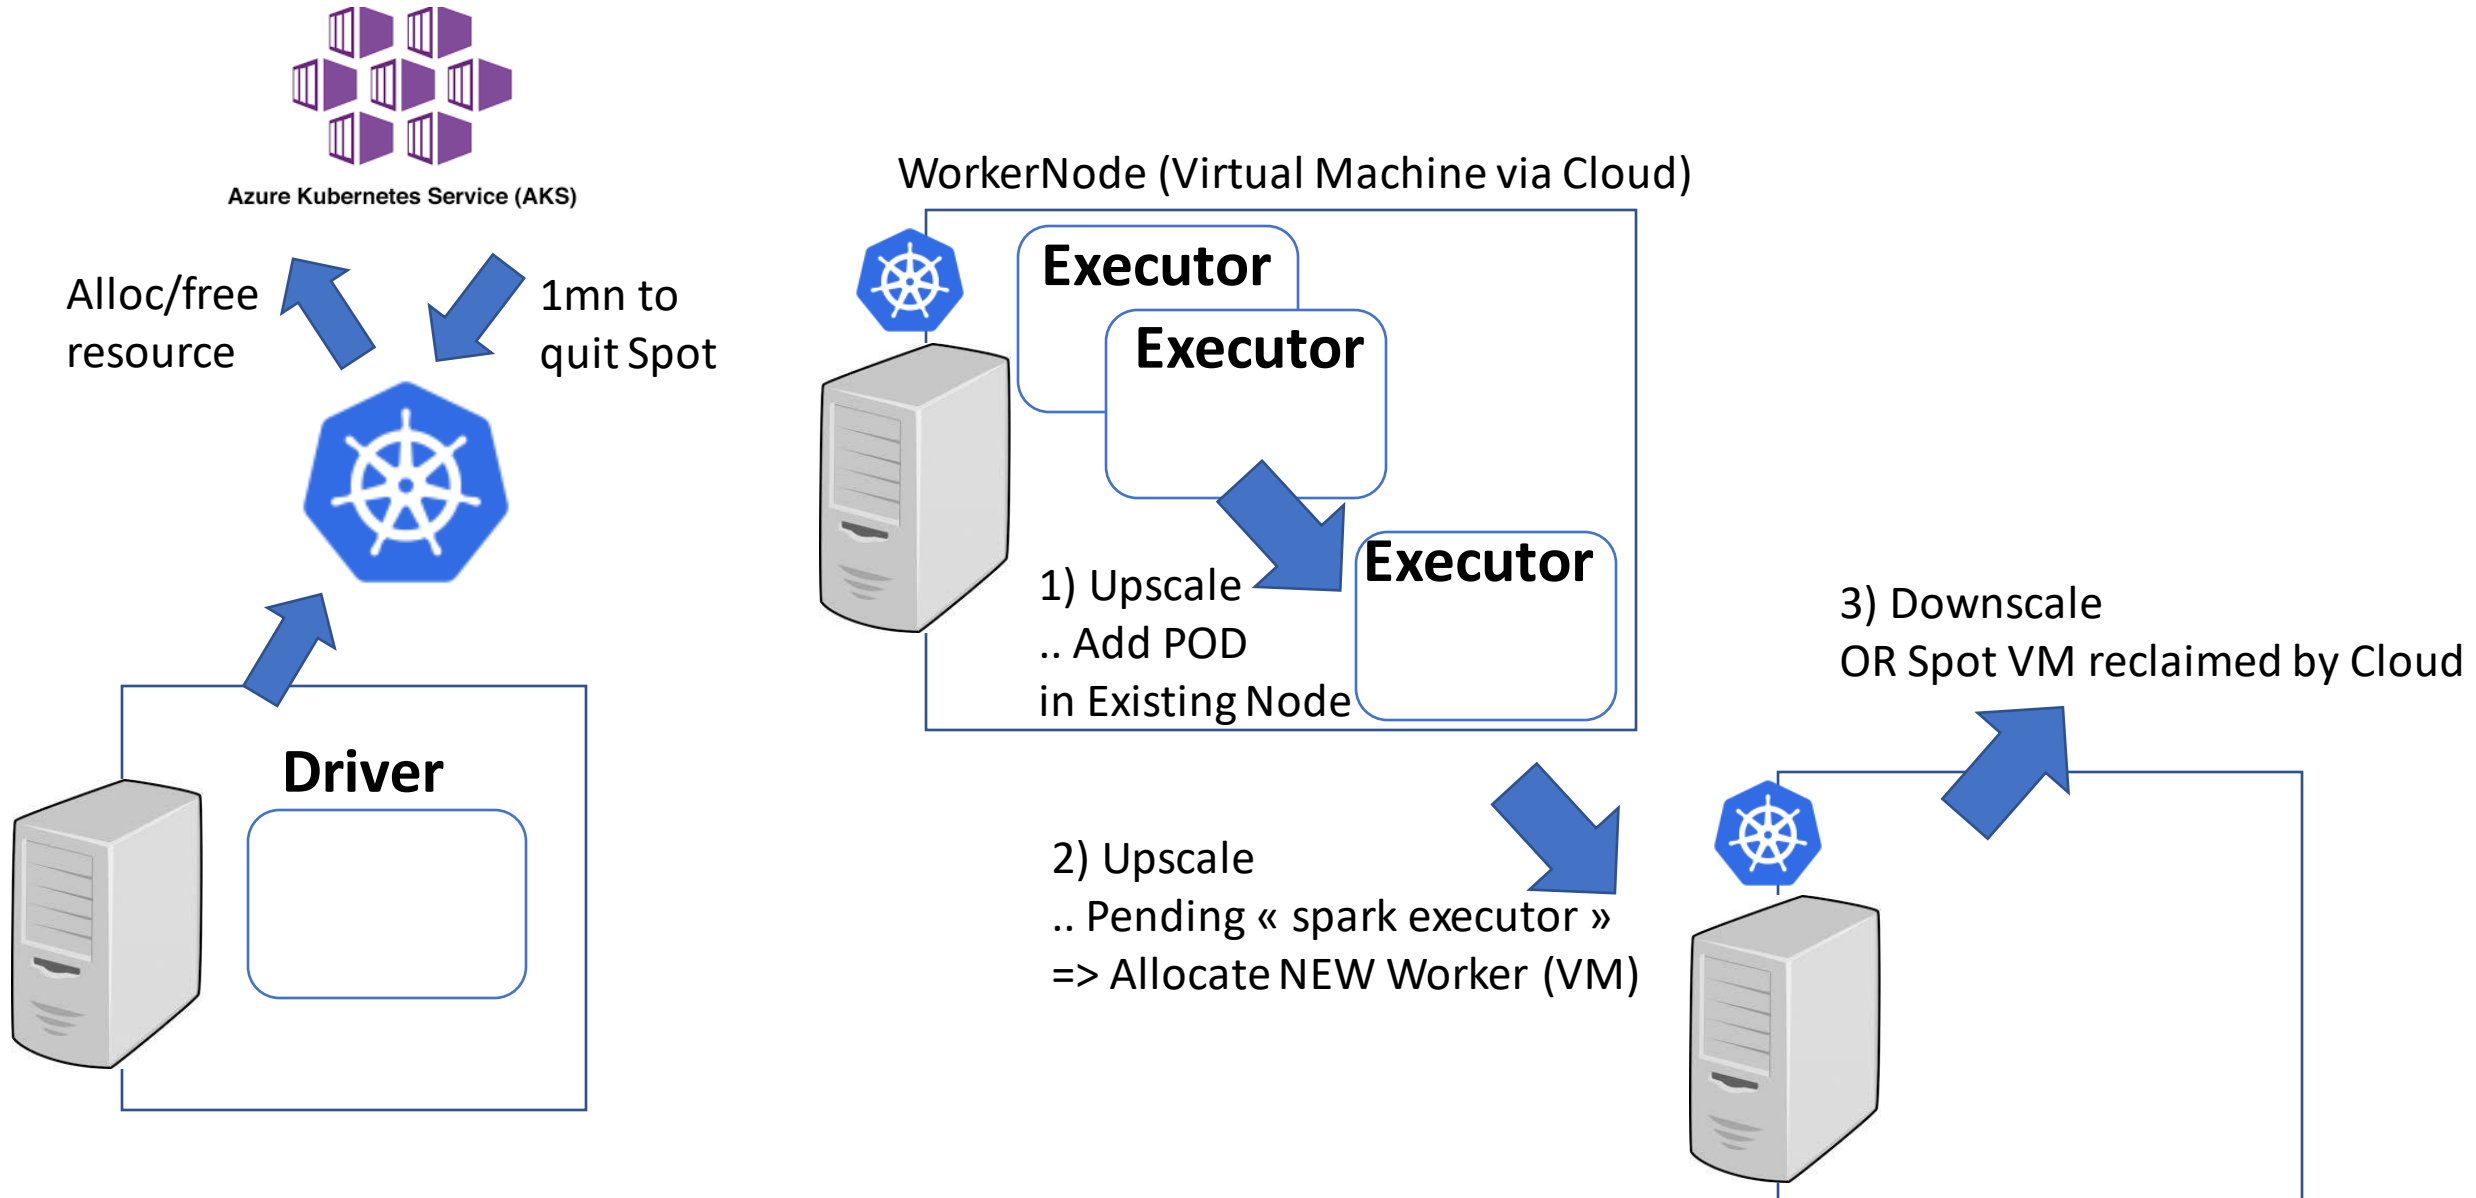 Azure Kubernetes Service (AKS)
Alloc/free
resource
1mn to
quit Spot
Driver
WorkerNode (Virtual Machine via Cloud)
Executor
Executor
Executor
1) Upscale
.. Add POD
in Existing Node
2) Upscale
.. Pending « spark executor »
=> Allocate NEW Worker (VM)
3) Downscale
OR Spot VM reclaimed by Cloud